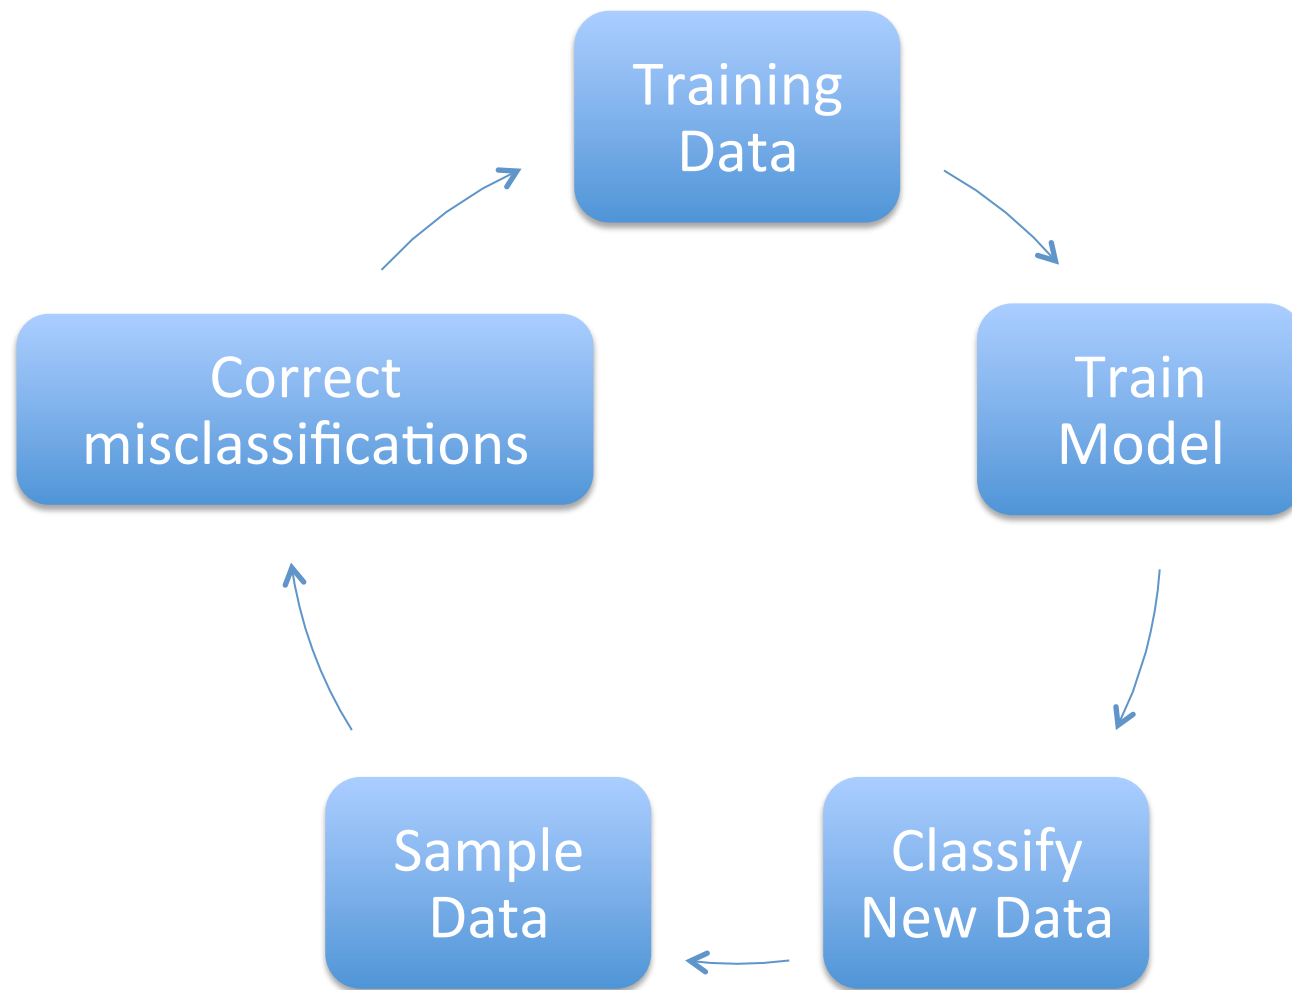 Training
Data
Train
Model
Classify
New Data
Sample
Data
Correct
misclassifications